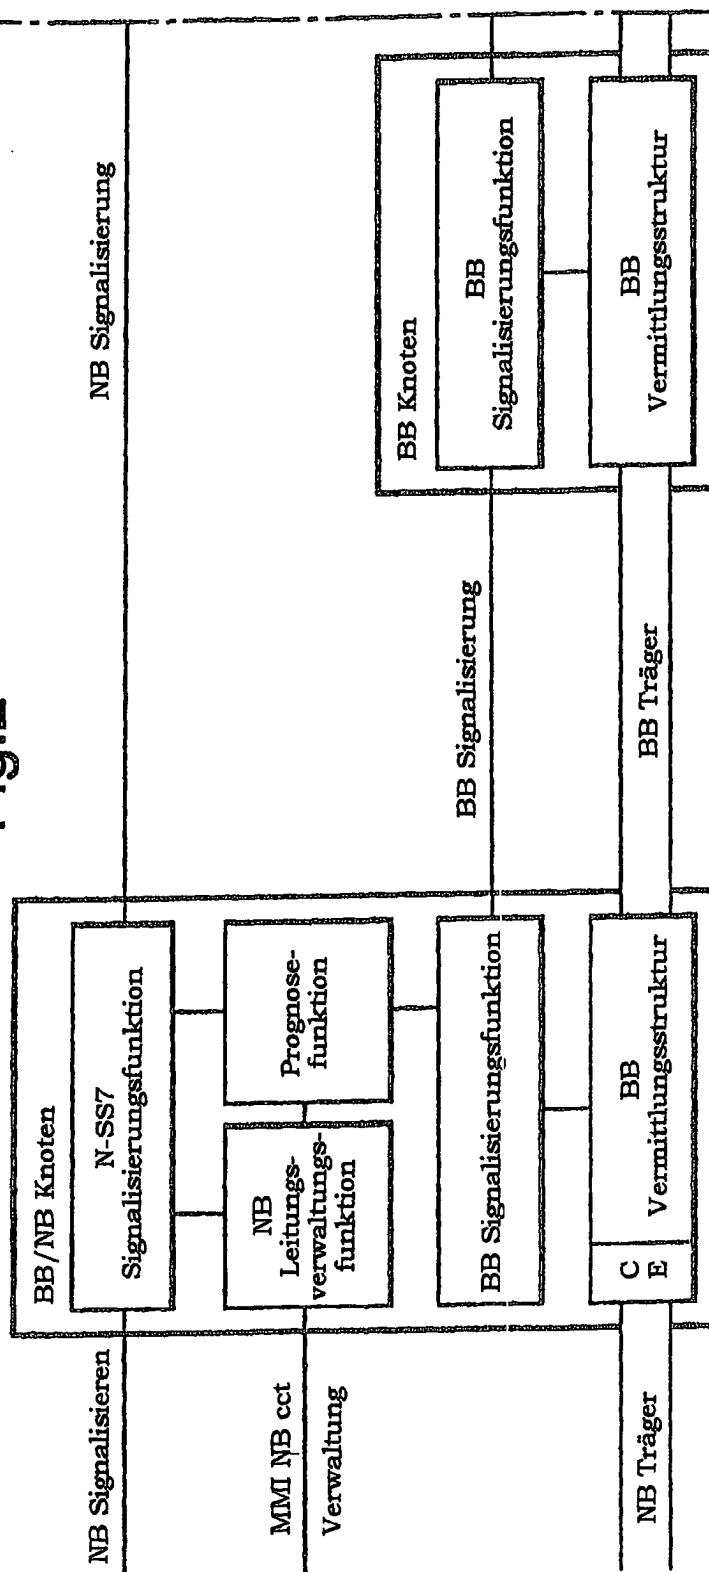 NB Signalisieren
MMI NB cct
Verwaltung
NB Träger
BB/NB Knoten
N-SS7
Signalisierungsfunktion
NB
Leitungs-
verwaltungs-
funktion
Prognose-
funktion
BB Signalisierungsfunktion
C
E
BB
Vermittlungsstruktur
NB Signalisierung
BB Signalisierung
BB Träger
BB Knoten
BB
Signalisierungsfunktion
BB
Vermittlungsstruktur